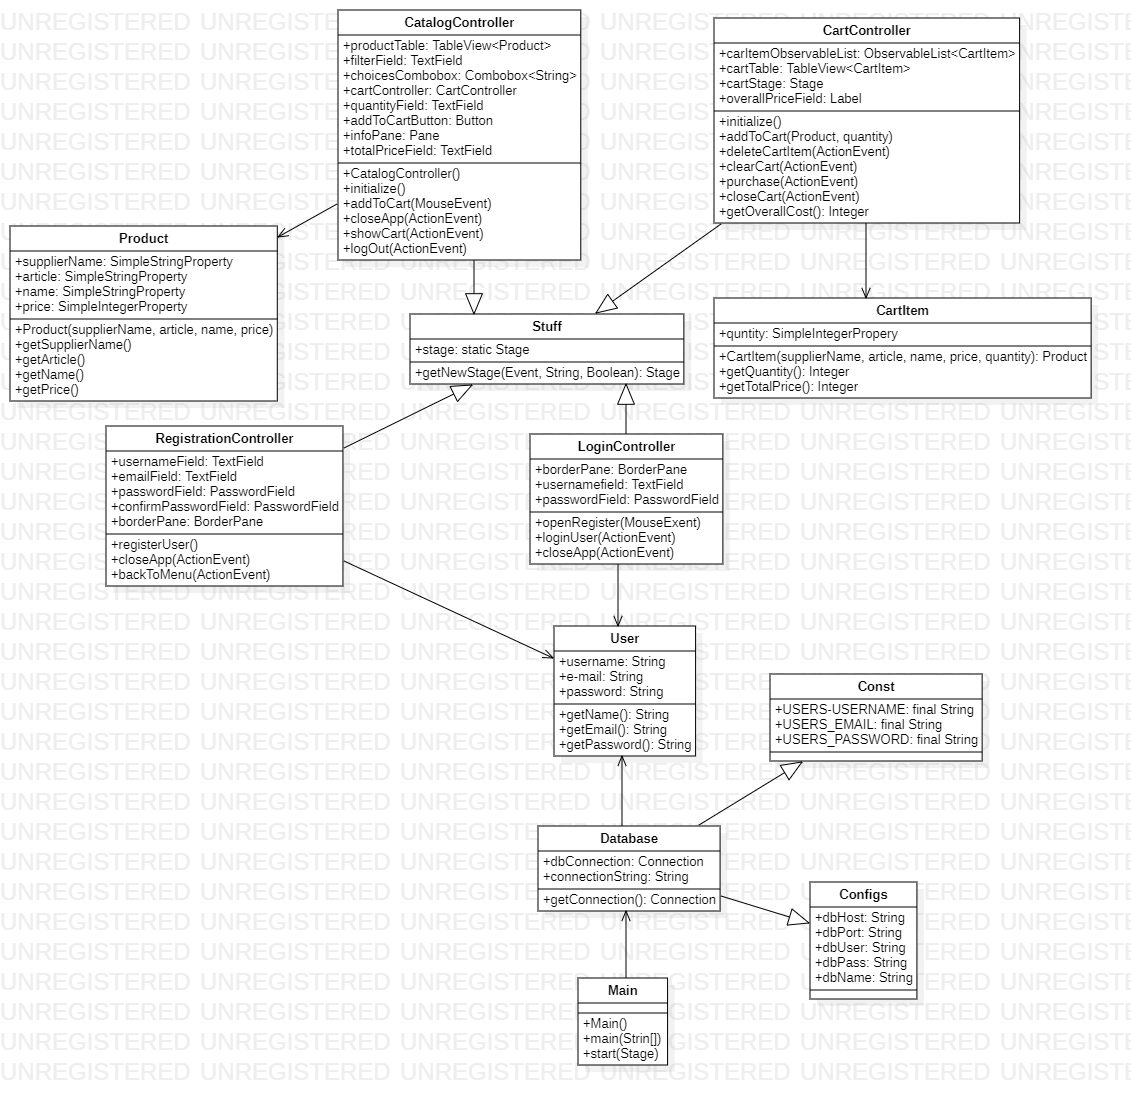 CatalogController
+productTable: TableView<Product>
+filterField: TextField
+choicesCombobox: Combobox<String>
+cartController: CartController
+quantityField: TextField
+addToCartButton: Button
+infoPane: Pane
+totalPriceField: TextField
+CatalogController()
+initialize()
+addToCart(MouseEvent)
+closeApp(ActionEvent)
+showCart(ActionEvent)
+logOut(ActionEvent)
CartController
+carItemObservableList: ObservableList<CartItem>
+cartTable: TableView<CartItem>
+cartStage: Stage
+overallPriceField: Label
+initialize()
+addToCart(Product, quantity)
+deleteCartItem(ActionEvent)
+clearCart(ActionEvent)
+purchase(ActionEvent)
+closeCart(ActionEvent)
+getOverallCost(): Integer
Product
+supplierName: SimpleStringProperty
+article: SimpleStringProperty
+name: SimpleStringProperty
+price: SimpleIntegerProperty
+Product(supplierName, article, name, price)
+getSupplierName()
+getArticle()
+getName()
+getPrice()
Stuff
+stage: static Stage
+getNewStage(Event, String, Boolean): Stage
CartItem
+quntity: SimpleIntegerPropery
+CartItem(supplierName, article, name, price, quantity): Product
+getQuantity(): Integer
+getTotalPrice(): Integer
RegistrationController
+usernameField: TextField
+emailField: TextField
+passwordField: PasswordField
+confirmPasswordField: PasswordField
+borderPane: BorderPane
+registerUser()
+closeApp(ActionEvent)
+backToMenu(ActionEvent)
LoginController
+borderPane: BorderPane
+usernamefield: TextField
+passwordField: PasswordField
+openRegister(MouseExent)
+loginUser(ActionEvent)
+closeApp(ActionEvent)
User
+username: String
+e-mail: String
+password: String
+getName(): String
+getEmail(): String
+getPassword(): String
Const
+USERS-USERNAME: final String
+USERS_EMAIL: final String
+USERS_PASSWORD: final String
Database
+dbConnection: Connection
+connectionString: String
+getConnection(): Connection
Configs
+dbHost: String
+dbPort: String
+dbUser: String
+dbPass: String
+dbName: String
Main
+Main()
+main(Strin[])
+start(Stage)
UNREGISTERED